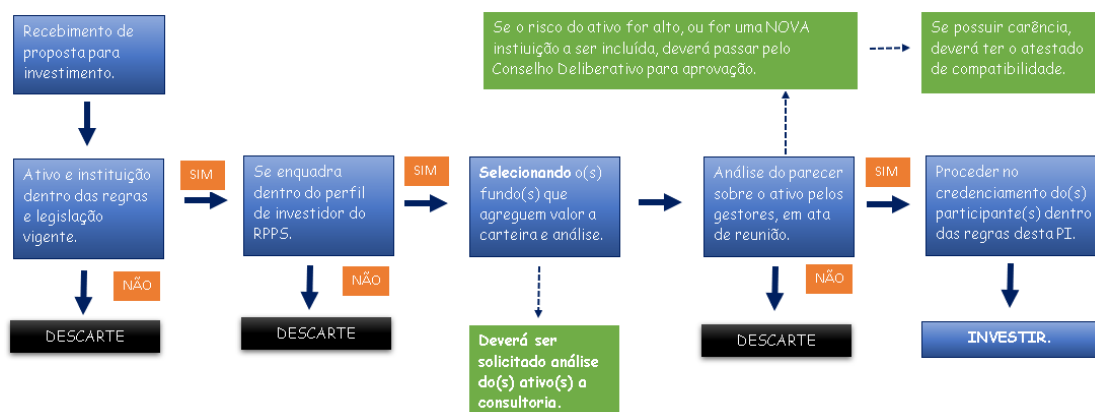 Recebimento de
proposta para
investimento.
Se o risco do ativo for alto, ou for uma NOVA
instiuição a ser incluída, deverá passar pelo
Conselho Deliberativo para aprovação.
Se possuir carência,
deverá ter o atestado
de compatibilidade.
Ativo e instituição
dentro das regras
e legislação
vigente.
SIM
Se enquadra
dentro do perfil
de investidor do
RPPS.
SIM
Selecionando o(s)
fundo(s) que
agreguem valor a
carteira e análise.
Análise do parecer
sobre o ativo pelos
gestores, em ata
de reunião.
SIM
Proceder no
credenciamento do(s)
participante(s) dentro
das regras desta PI.
NÃO
NÃO
NÃO
DESCARTE
DESCARTE
Deverá ser
solicitado análise
do(s) ativo(s) a
consultoria.
DESCARTE
INVESTIR.